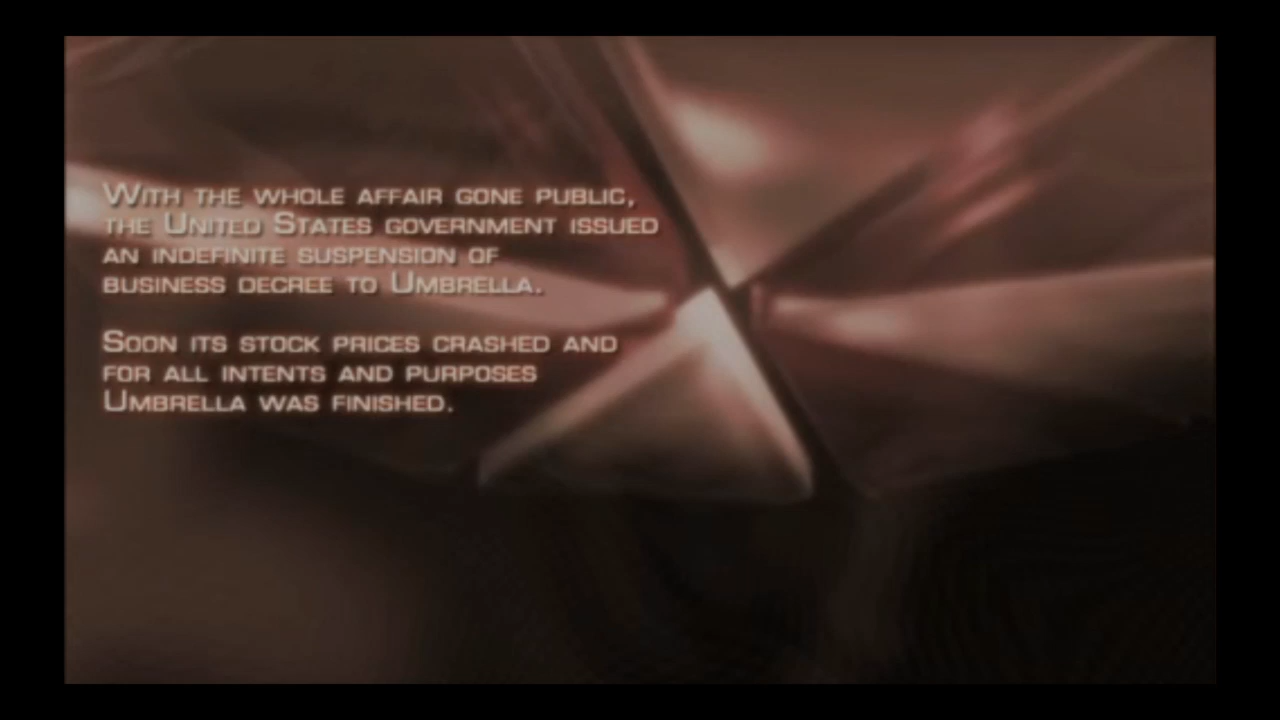 With the whole affair gone public,
the United States government issued
an indefinite suspension of
business decree to Umbrella.
Soon its stock prices crashed and
for all intents and purposes
Umbrella was finished.